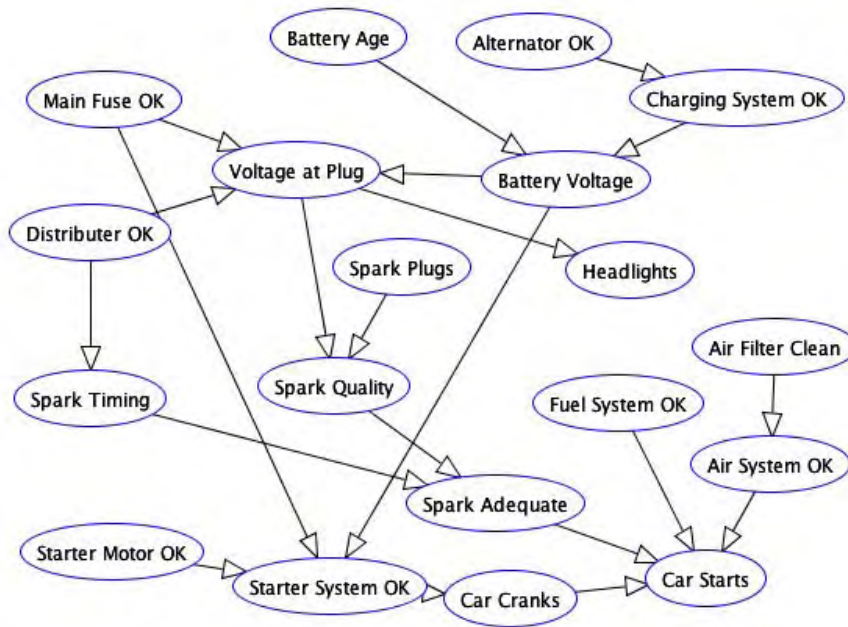 Battery Age
Alternator OK
Main Fuse OK
Charging System OK
Voltage at Plug
Battery Voltage
Distributer OK
Spark Plugs
Headlights
Air Filter Clean
Spark Timing
Spark Quality
Fuel System OK
Air System OK
Spark Adequate
Starter Motor OK
Starter System OK
Car Cranks
Car Starts